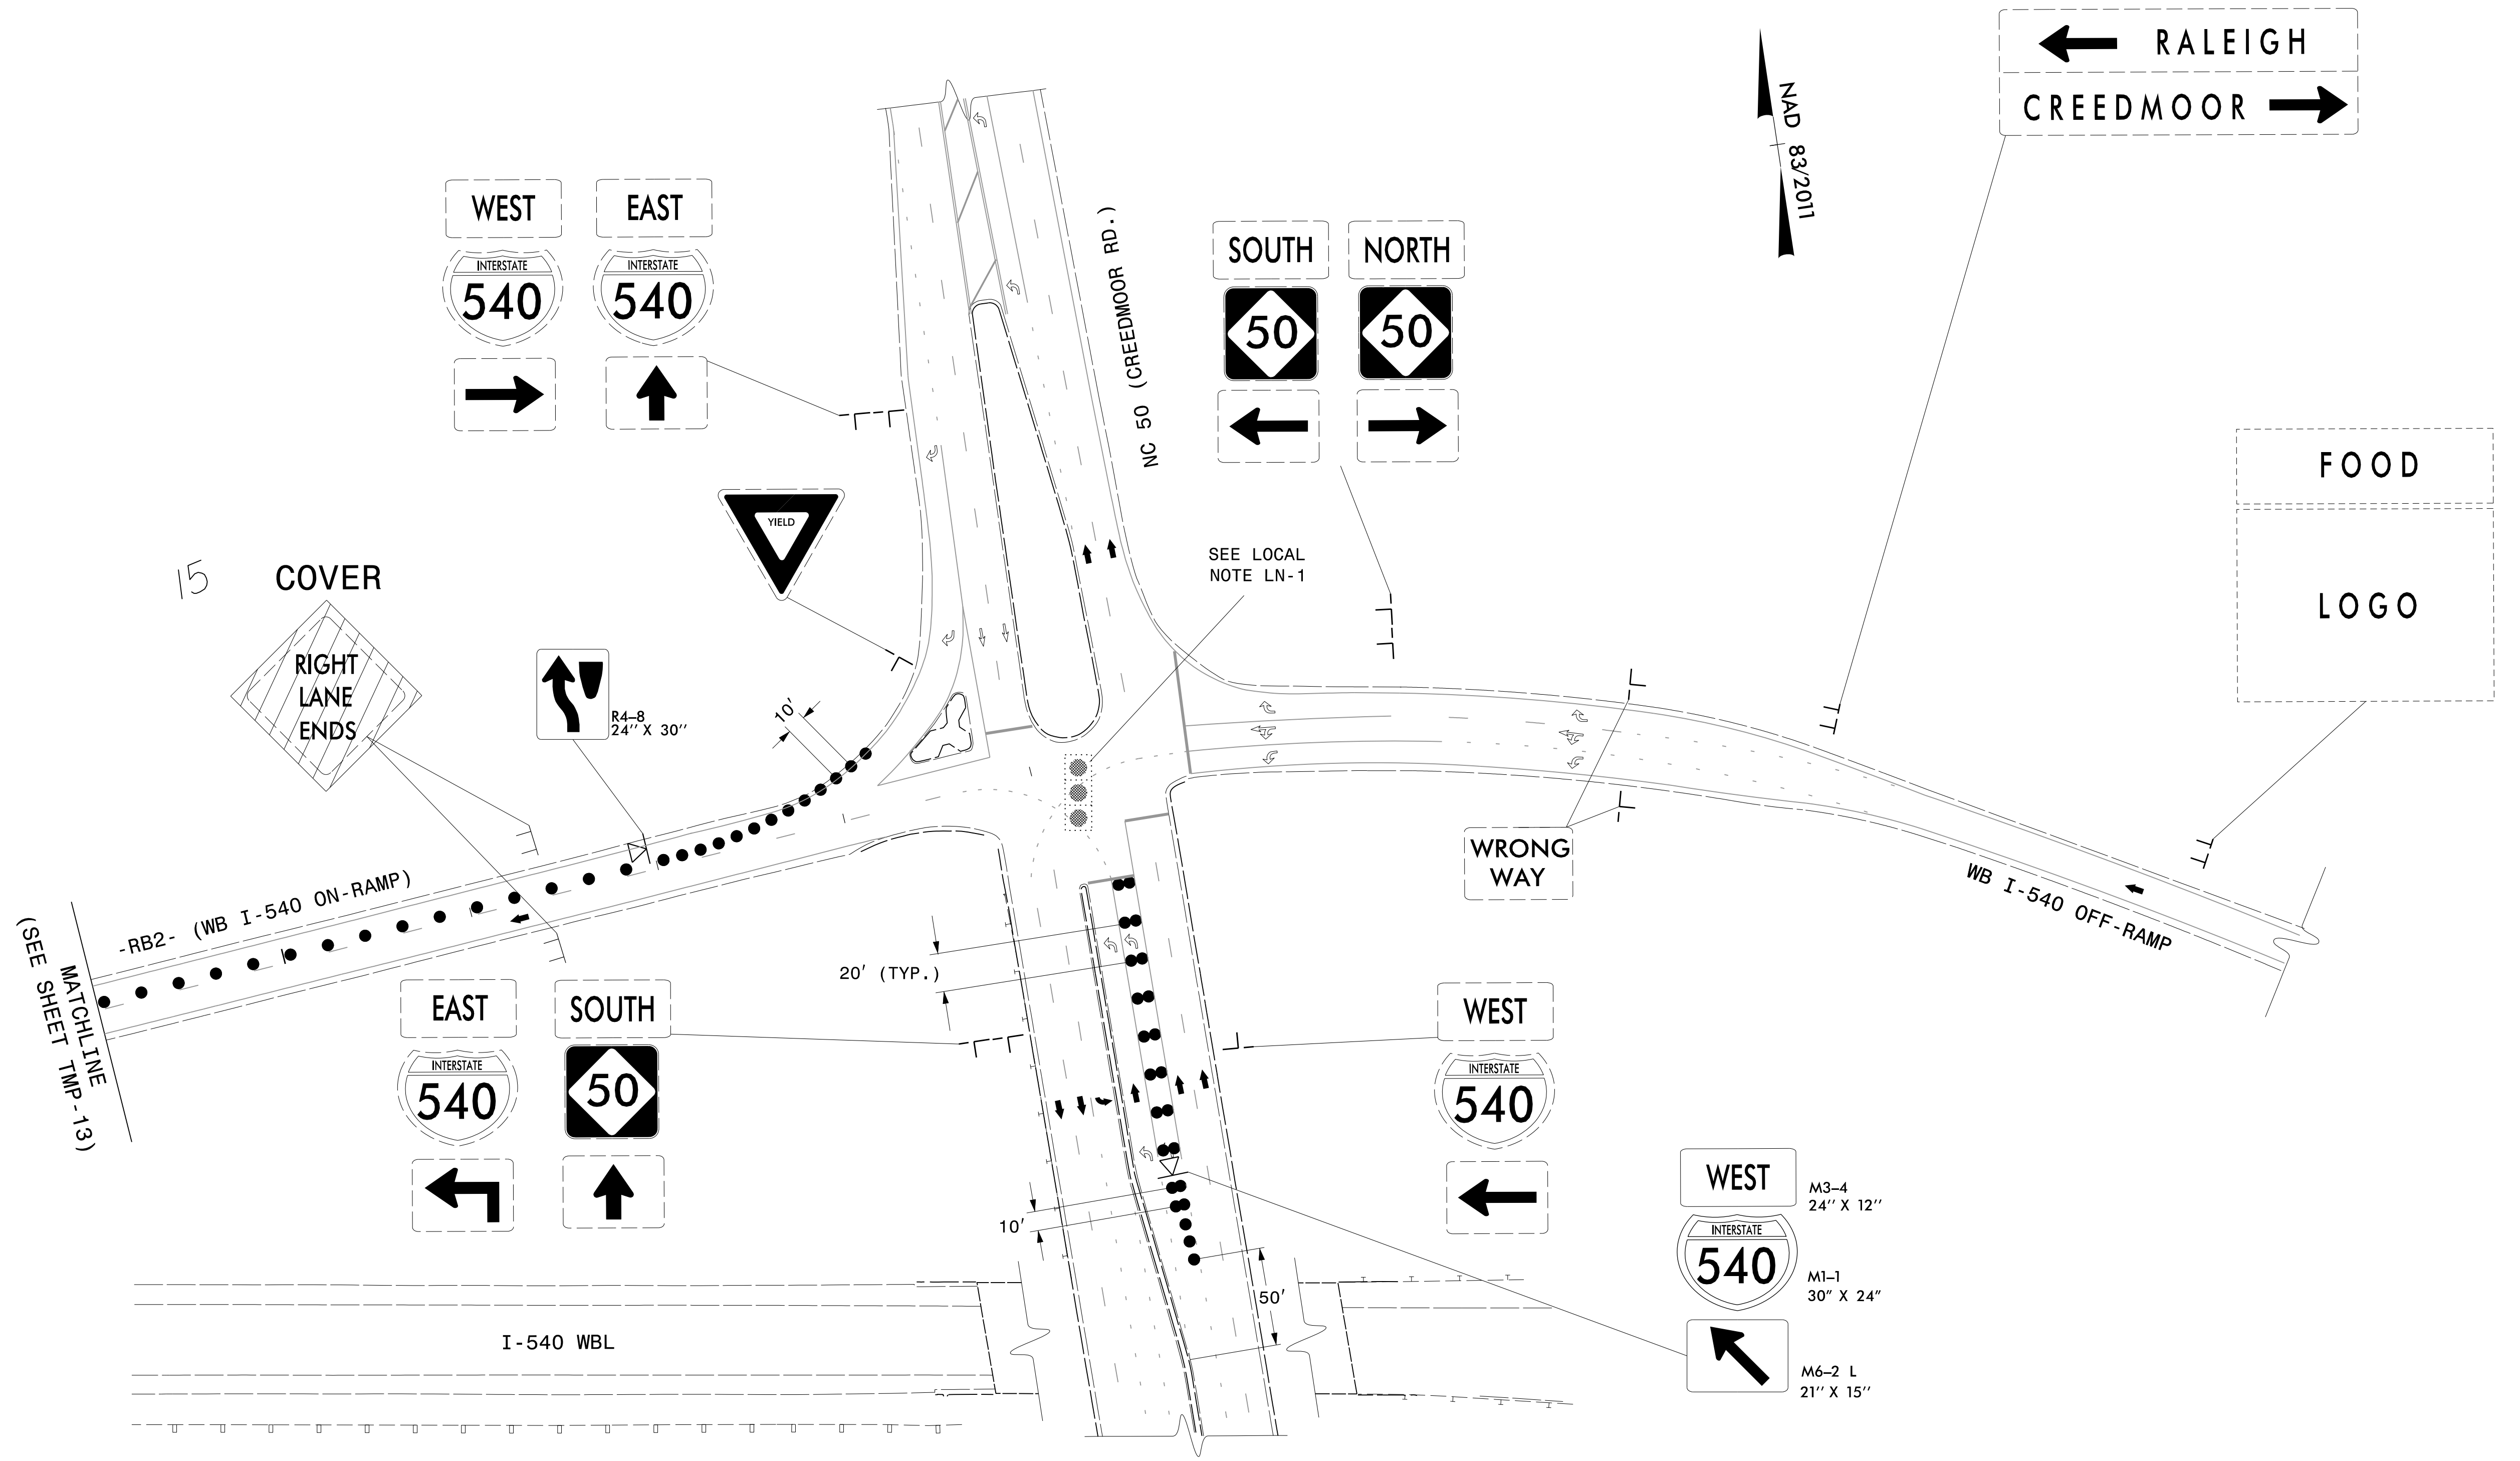 RALEIGH
CREEDMOOR
NAD 83/2011
WEST
EAST
INTERSTATE
540
INTERSTATE
540
NC 50 (CREEDMOOR RD.)
SOUTH
NORTH
50
50
FOOD
LOGO
YIELD
SEE LOCAL
NOTE LN-1
15
COVER
RIGHT
LANE
ENDS
R4-8
24'' X 30''
10'
WRONG
WAY
WB I-540 OFF-RAMP
-RB2- (WB I-540 ON-RAMP)
MATCHLINE
(SEE SHEET TMP-13)
20' (TYP.)
EAST
SOUTH
INTERSTATE
540
50
WEST
INTERSTATE
540
10'
50'
WEST
M3-4
24'' X 12''
INTERSTATE
540
M1-1
30" X 24"
M6-2 L
21'' X 15''
I-540 WBL